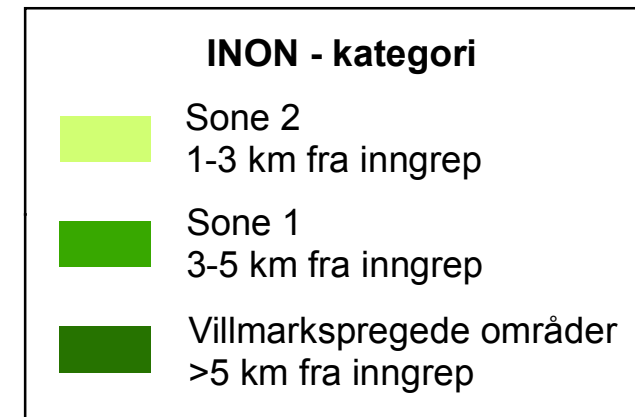 INON - kategori
Sone 2
1-3 km fra inngrep
Sone 1
3-5 km fra inngrep
Villmarkspregede områder
>5 km fra inngrep